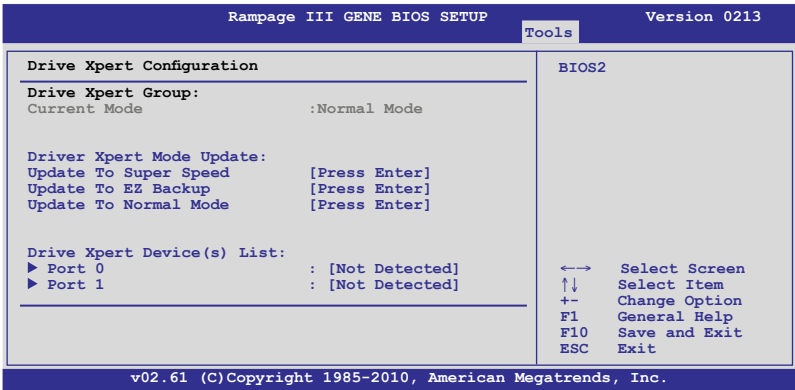 Rampage III GENE BIOS SETUP Version 0213
Tools
Drive Xpert Configuration
Drive Xpert Group:
Current Mode :Normal Mode
Driver Xpert Mode Update:
Update To Super Speed [Press Enter]
Update To EZ Backup [Press Enter]
Update To Normal Mode [Press Enter]
Drive Xpert Device(s) List:
▶ Port 0 : [Not Detected]
▶ Port 1 : [Not Detected]
BIOS2
←→ Select Screen
↑↓ Select Item
+- Change Option
F1 General Help
F10 Save and Exit
ESC Exit
v02.61 (C)Copyright 1985-2010, American Megatrends, Inc.